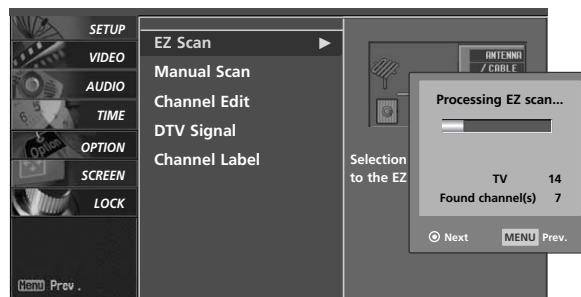 SETUP
VIDEO
AUDIO
TIME
OPTION
SCREEN
LOCK
Menu Prev.
EZ Scan ▶
Manual Scan
Channel Edit
DTV Signal
Channel Label
ANTENNA
/ CABLE
Selection
to the EZ
Processing EZ scan...
TV 14
Found channel(s) 7
Next MENU Prev.